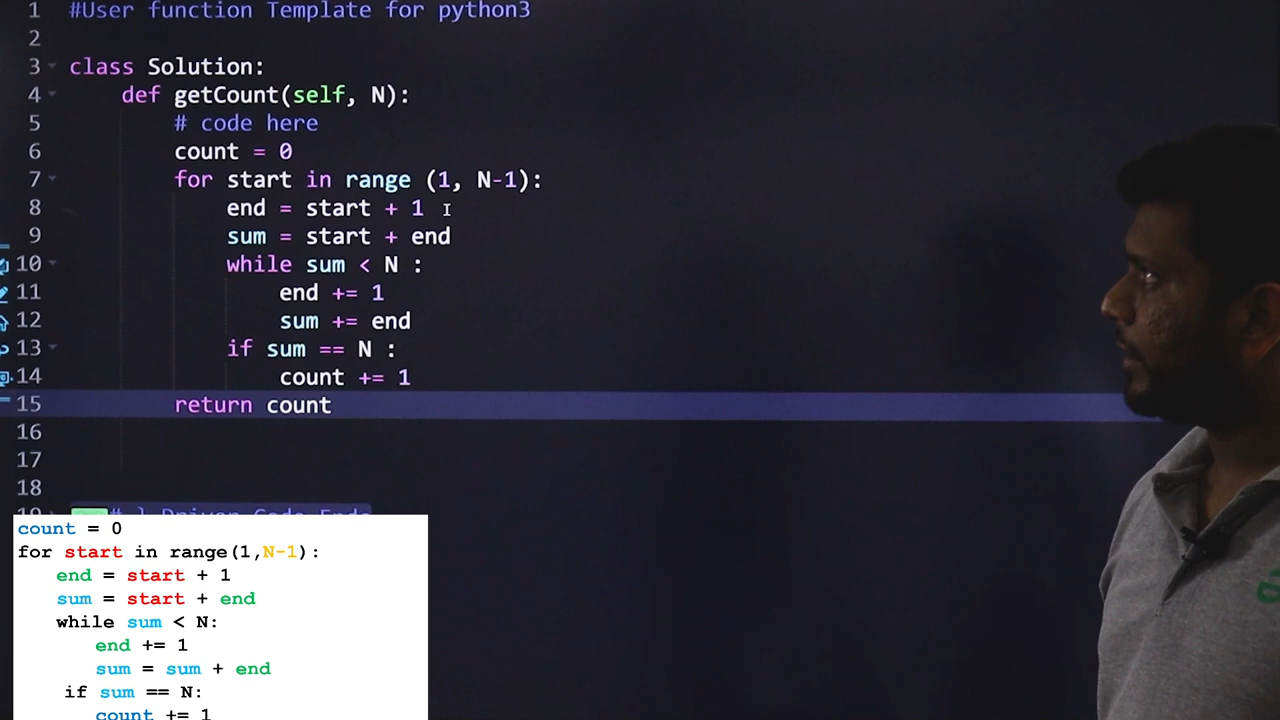 1 #User function Template for python3
2
3 class Solution:
4 def getCount(self, N):
5 # code here
6 count = 0
7 for start in range (1, N-1):
8 end = start + 1
9 sum = start + end
10 while sum < N :
11 end += 1
12 sum += end
13 if sum == N :
14 count += 1
15 return count
16
17
18
19 # } Driver Code Ends
count = 0
for start in range(1,N-1):
end = start + 1
sum = start + end
while sum < N:
end += 1
sum = sum + end
if sum == N:
count += 1